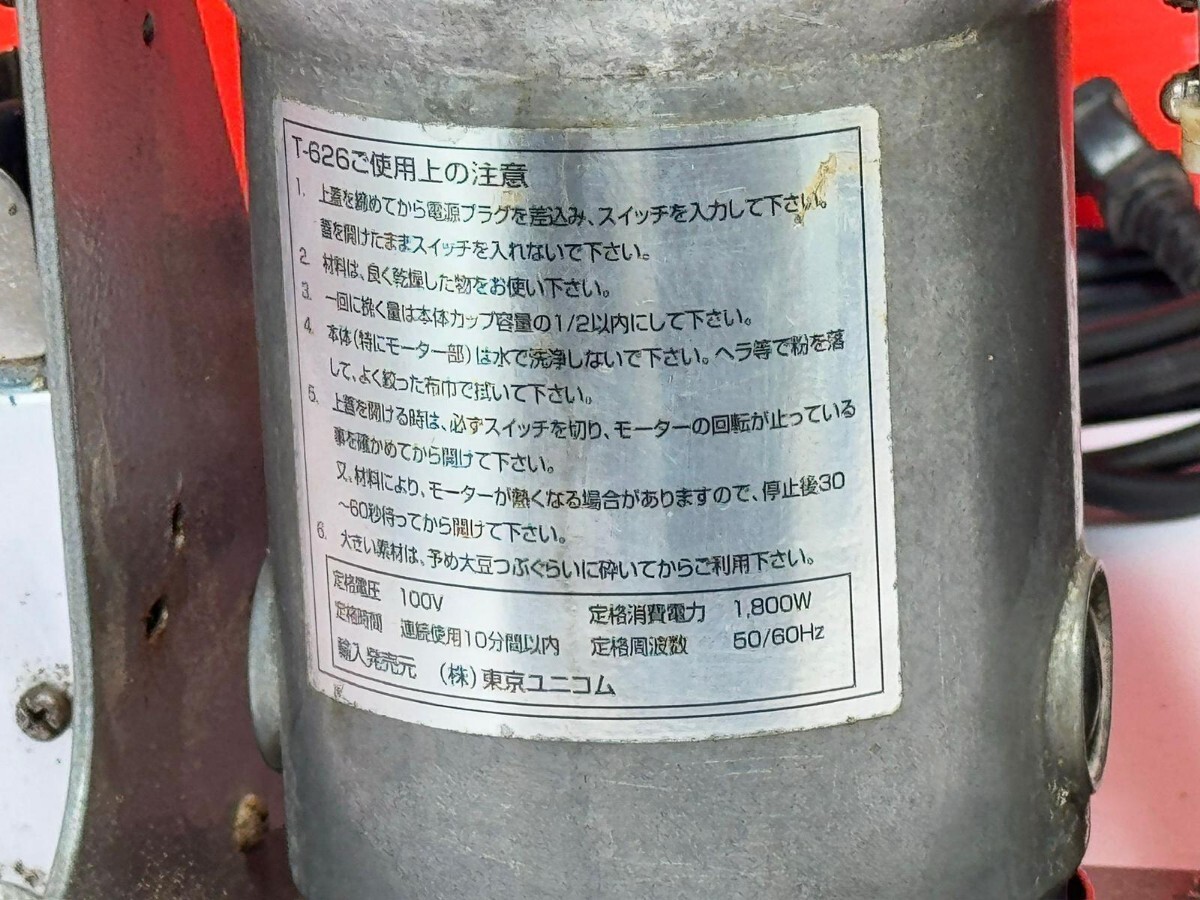 T-626ご使用上の注意
1. 上蓋を締めてから電源プラグを差込み、スイッチを入力して下さい。
蓋を開けたままスイッチを入れないで下さい。
2. 材料は、良く乾燥した物をお使い下さい。
3. 一回に挽く量は本体カップ容量の1/2以内にして下さい。
4. 本体(特にモーター部)は水で洗浄しないで下さい。ヘラ等で粉を落
して、よく絞った布巾で拭いて下さい。
5. 上蓋を開ける時は、必ずスイッチを切り、モーターの回転が止っている
事を確かめてから開けて下さい。
又、材料により、モーターが熱くなる場合がありますので、停止後30
～60秒待ってから開けて下さい。
6. 大きい素材は、予め大豆つぶぐらいに砕いてからご利用下さい。
定格電圧 100V 定格消費電力 1,800W
定格時間 連続使用10分間以内 定格周波数 50/60Hz
輸入発売元 (株)東京ユニコム